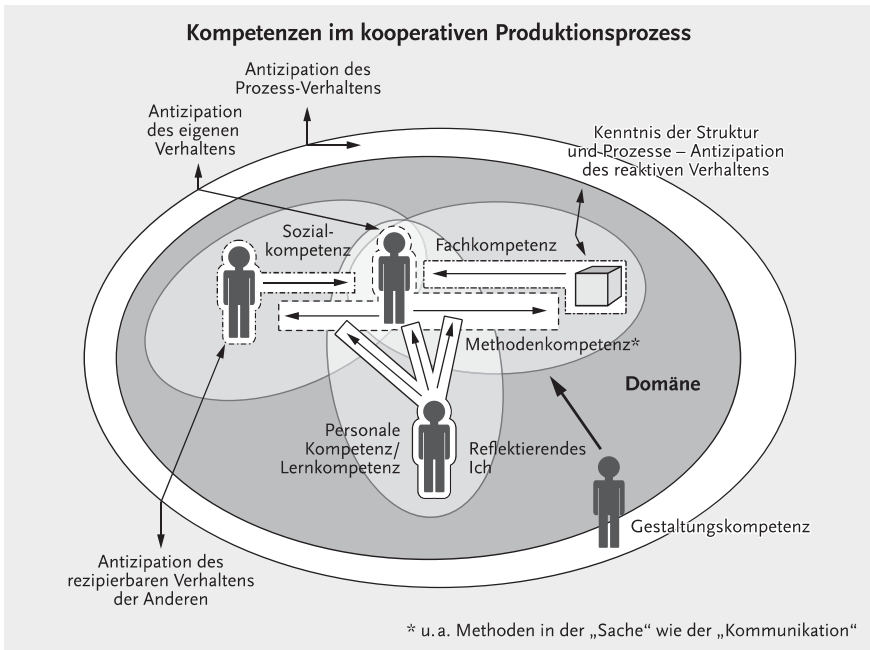 Kompetenzen im kooperativen Produktionsprozess
Antizipation des
Prozess-Verhaltens
Antizipation
des eigenen
Verhaltens
Kenntnis der Struktur
und Prozesse – Antizipation
des reaktiven Verhaltens
Sozial-
kompetenz
Fachkompetenz
Methodenkompetenz*
Domäne
Personale
Kompetenz/
Lernkompetenz
Reflektierendes
Ich
Gestaltungskompetenz
Antizipation des
rezipierbaren Verhaltens
der Anderen
* u. a. Methoden in der „Sache“ wie der „Kommunikation“